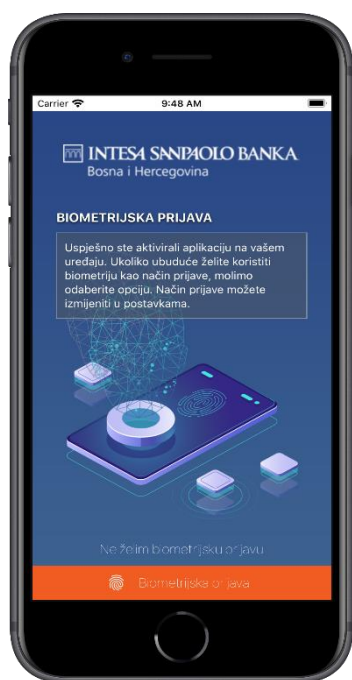 Carrier 9:48 AM
INTESA SANPAOLO BANKA
Bosna i Hercegovina
BIOMETRIJSKA PRIJAVA
Uspješno ste aktivirali aplikaciju na vašem
uređaju. Ukoliko ubuduće želite koristiti
biometriju kao način prijave, molimo
odaberite opciju. Način prijave možete
izmijeniti u postavkama.
Ne želim biometrijsku prijavu
Biometrijska prijava